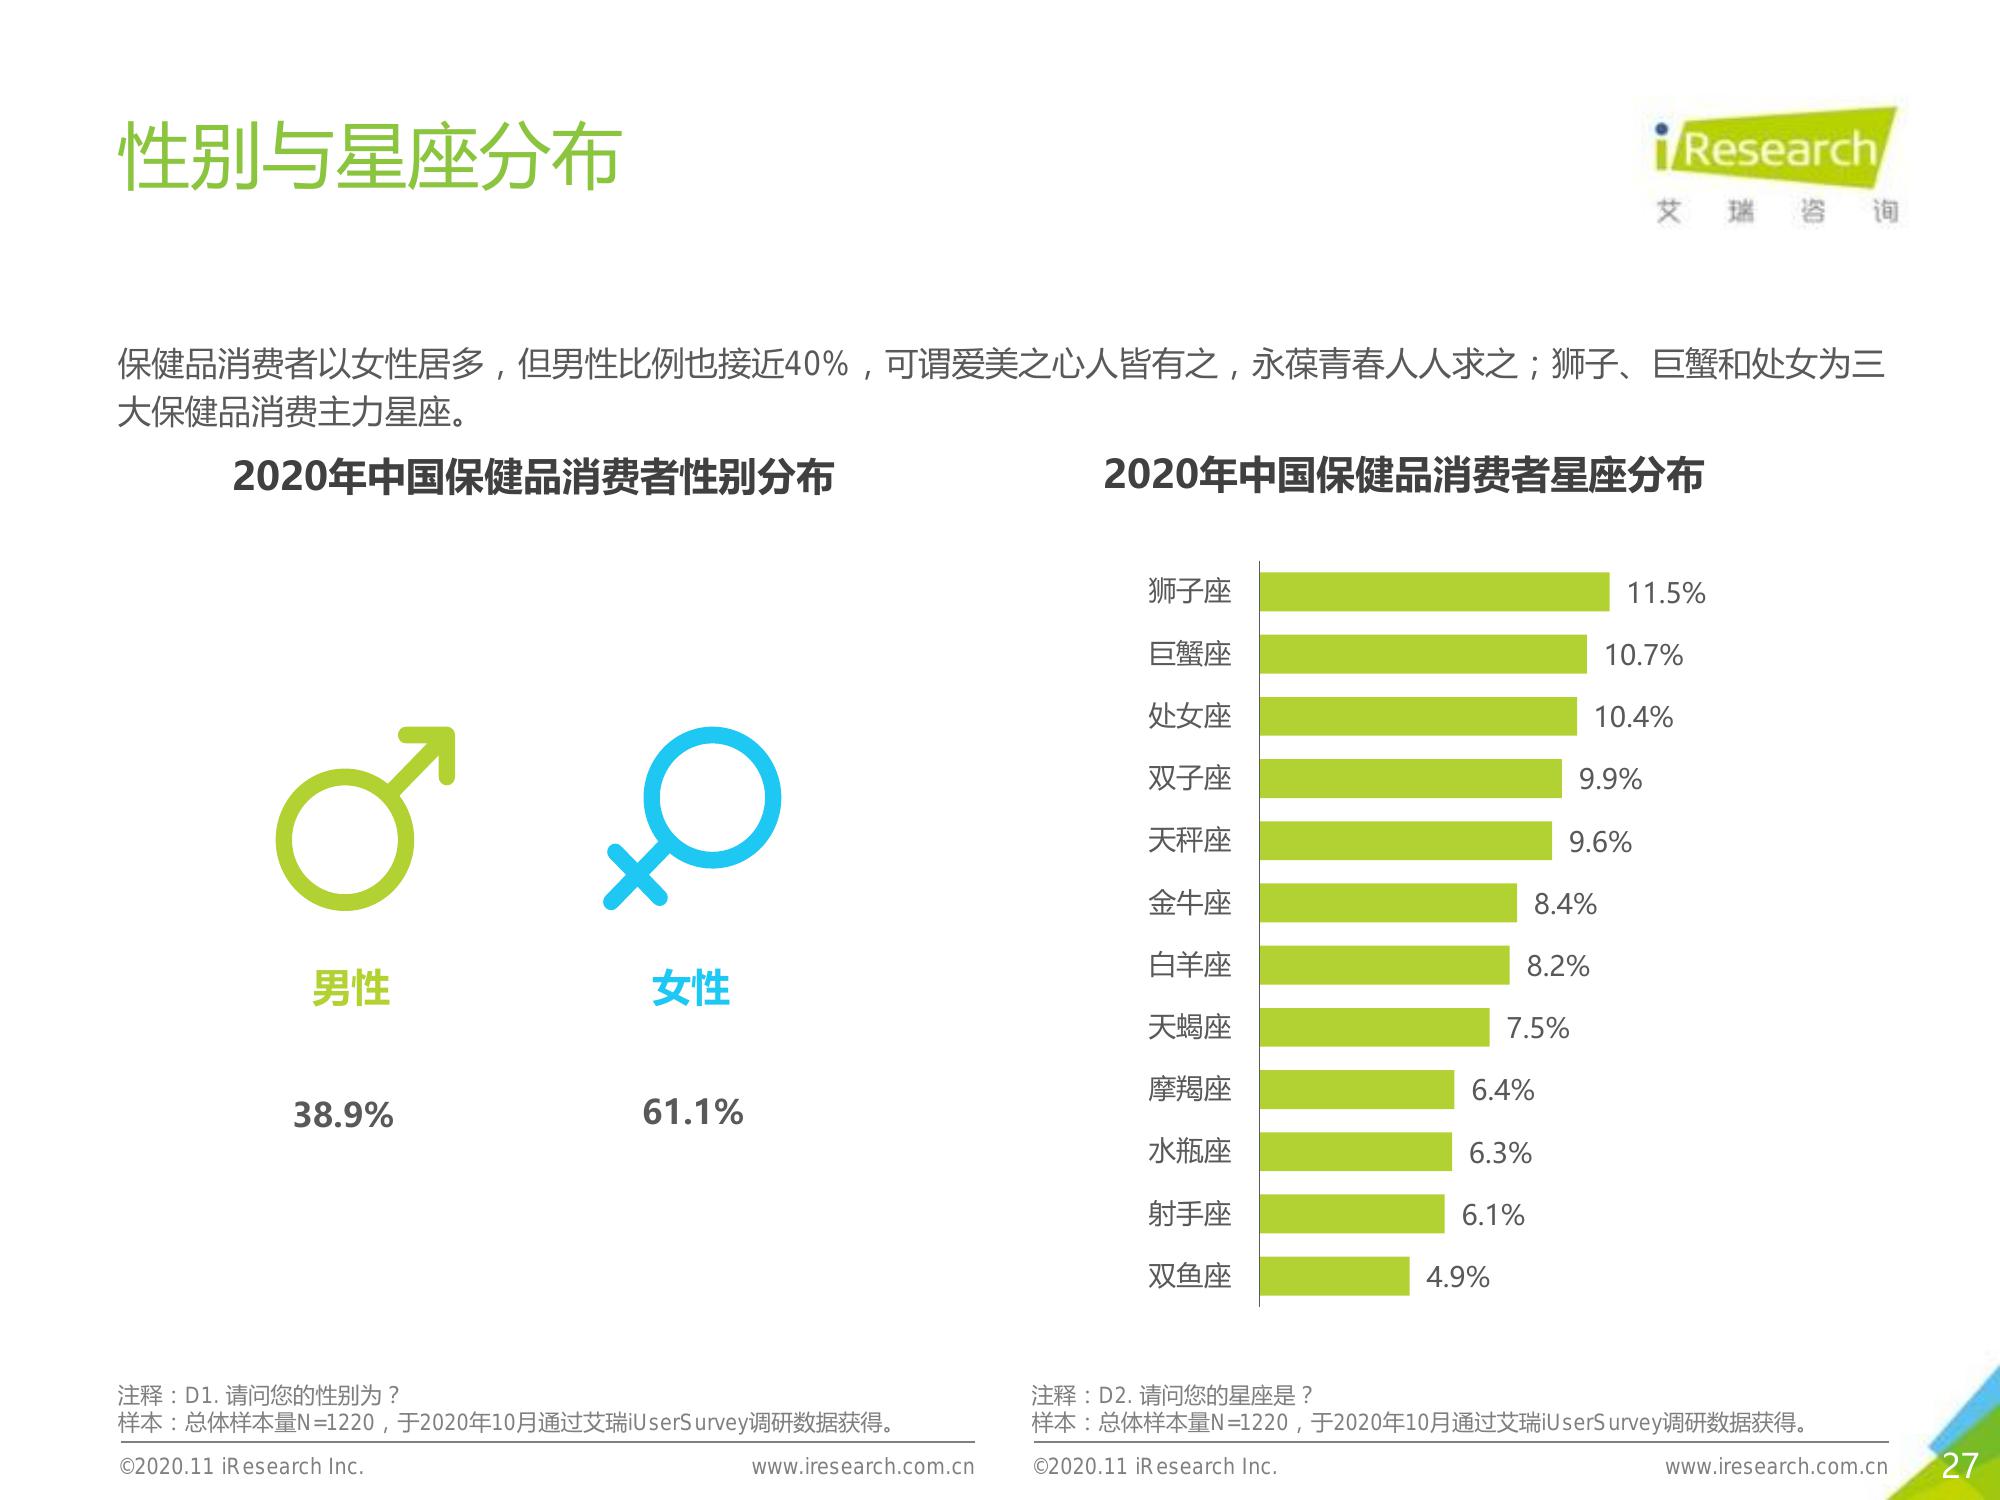 性别与星座分布
iResearch
艾瑞咨询
保健品消费者以女性居多，但男性比例也接近40%，可谓爱美之心人皆有之，永葆青春人人求之；狮子、巨蟹和处女为三
大保健品消费主力星座。
2020年中国保健品消费者性别分布
男性
女性
38.9%
61.1%
2020年中国保健品消费者星座分布
狮子座 11.5%
巨蟹座 10.7%
处女座 10.4%
双子座 9.9%
天秤座 9.6%
金牛座 8.4%
白羊座 8.2%
天蝎座 7.5%
摩羯座 6.4%
水瓶座 6.3%
射手座 6.1%
双鱼座 4.9%
注释：D1. 请问您的性别为？
样本：总体样本量N=1220，于2020年10月通过艾瑞iUserSurvey调研数据获得。
©2020.11 iResearch Inc. www.iresearch.com.cn
注释：D2. 请问您的星座是？
样本：总体样本量N=1220，于2020年10月通过艾瑞iUserSurvey调研数据获得。
©2020.11 iResearch Inc. www.iresearch.com.cn
27